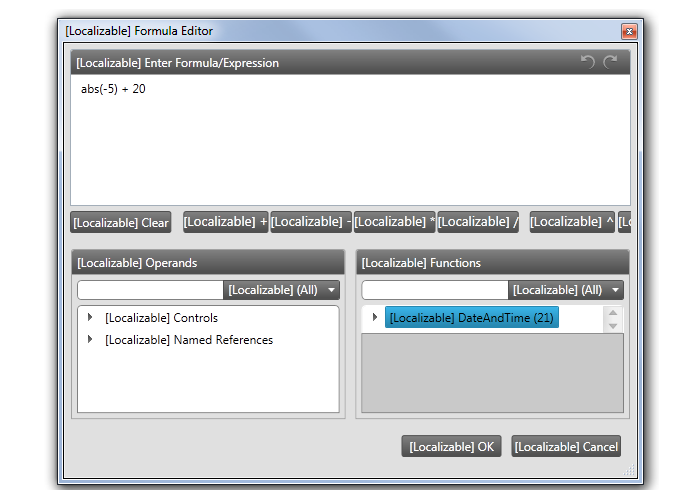 [Localizable] Formula Editor
[Localizable] Enter Formula/Expression
abs(-5) + 20
[Localizable] Clear [Localizable] + [Localizable] - [Localizable] * [Localizable] / [Localizable] ^
[Localizable] Operands
[Localizable] (All)
[Localizable] Controls
[Localizable] Named References
[Localizable] Functions
[Localizable] (All)
[Localizable] DateAndTime (21)
[Localizable] OK [Localizable] Cancel